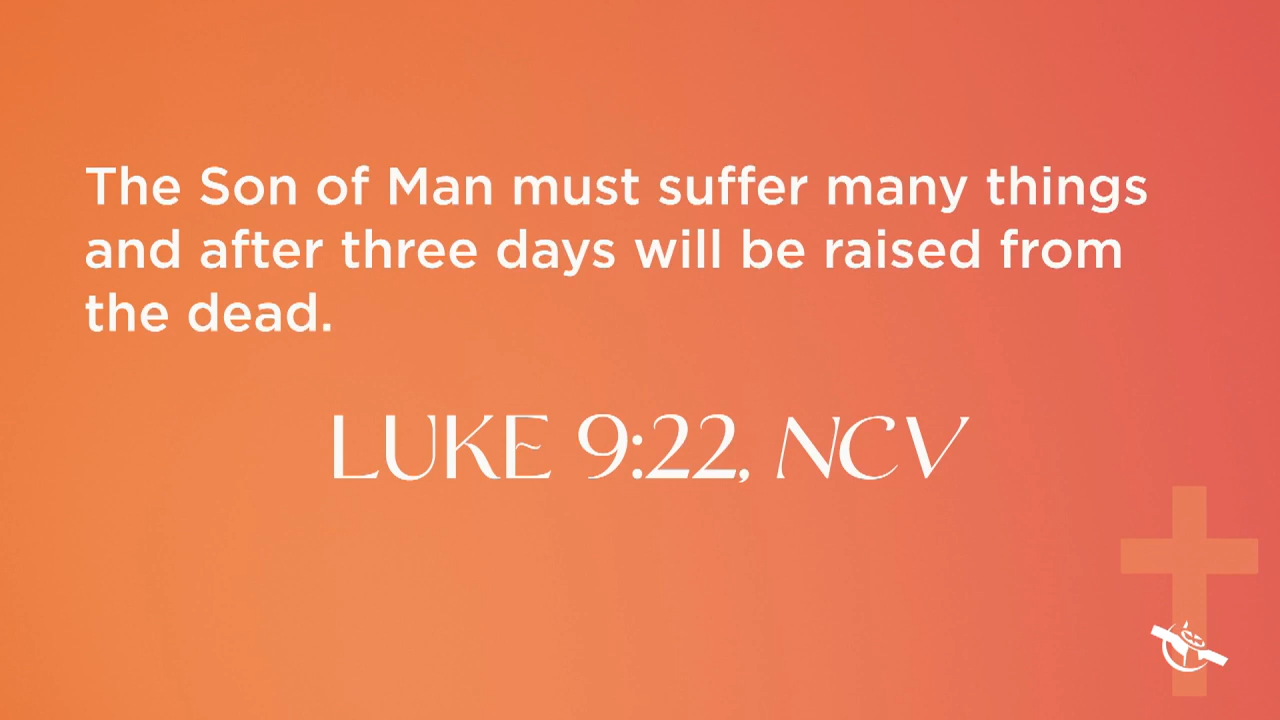 The Son of Man must suffer many things
and after three days will be raised from
the dead.
LUKE 9:22, NCV